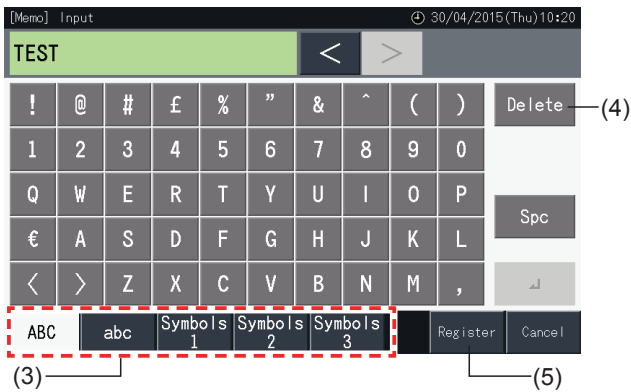 [Memo] Input 30/04/2015(Thu)10:20
TEST < >
! @ # £ % " & ^ ( ) Delete (4)
1 2 3 4 5 6 7 8 9 0
Q W E R T Y U I O P
Spc
€ A S D F G H J K L
〈 〉 Z X C V B N M , ↵
ABC abc Symbols 1 Symbols 2 Symbols 3 Register Cancel
(3) (5)